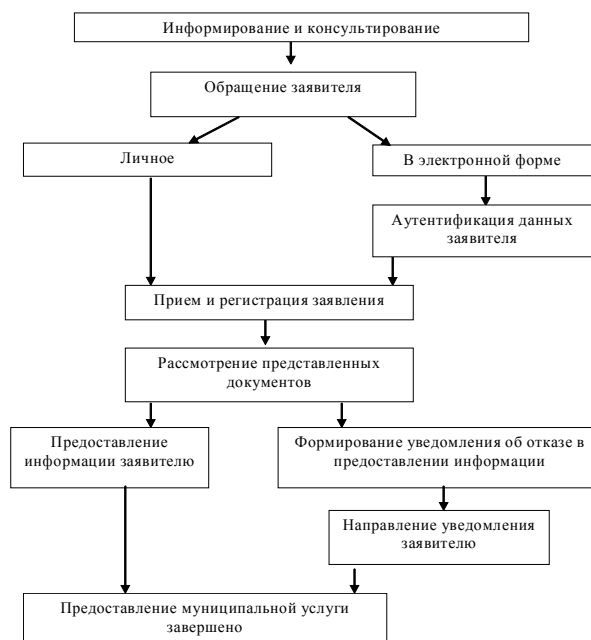 Информирование и консультирование
Обращение заявителя
Личное
В электронной форме
Аутентификация данных
заявителя
Прием и регистрация заявления
Рассмотрение представленных
документов
Предоставление
информации заявителю
Формирование уведомления об отказе в
предоставлении информации
Направление уведомления
заявителю
Предоставление муниципальной услуги
завершено